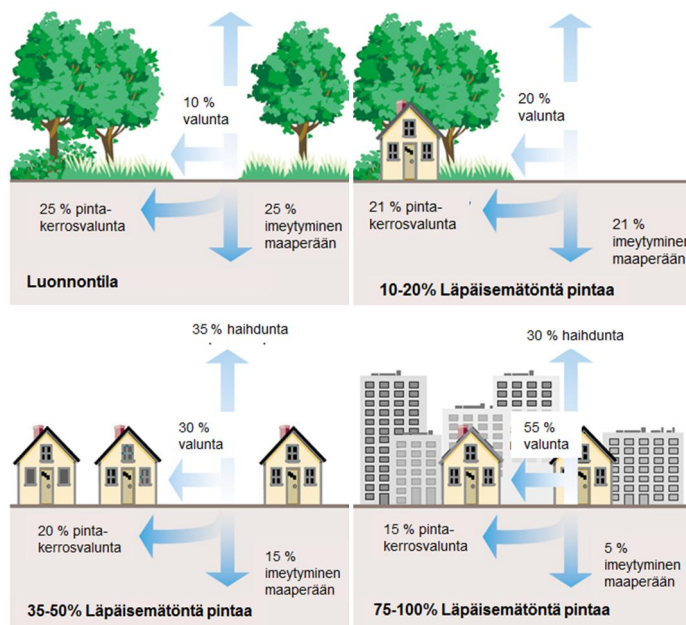 10 %
valunta
25 % pinta-
kerrosvalunta
25 %
imeytyminen
maaperään
Luonnontila
20 %
valunta
21 % pinta-
kerrosvalunta
21 %
imeytyminen
maaperään
10-20% Läpäisemätöntä pintaa
35 % haihdunta
30 %
valunta
20 % pinta-
kerrosvalunta
15 %
imeytyminen
maaperään
35-50% Läpäisemätöntä pintaa
30 % haihdunta
55 %
valunta
15 % pinta-
kerrosvalunta
5 %
imeytyminen
maaperään
75-100% Läpäisemätöntä pintaa